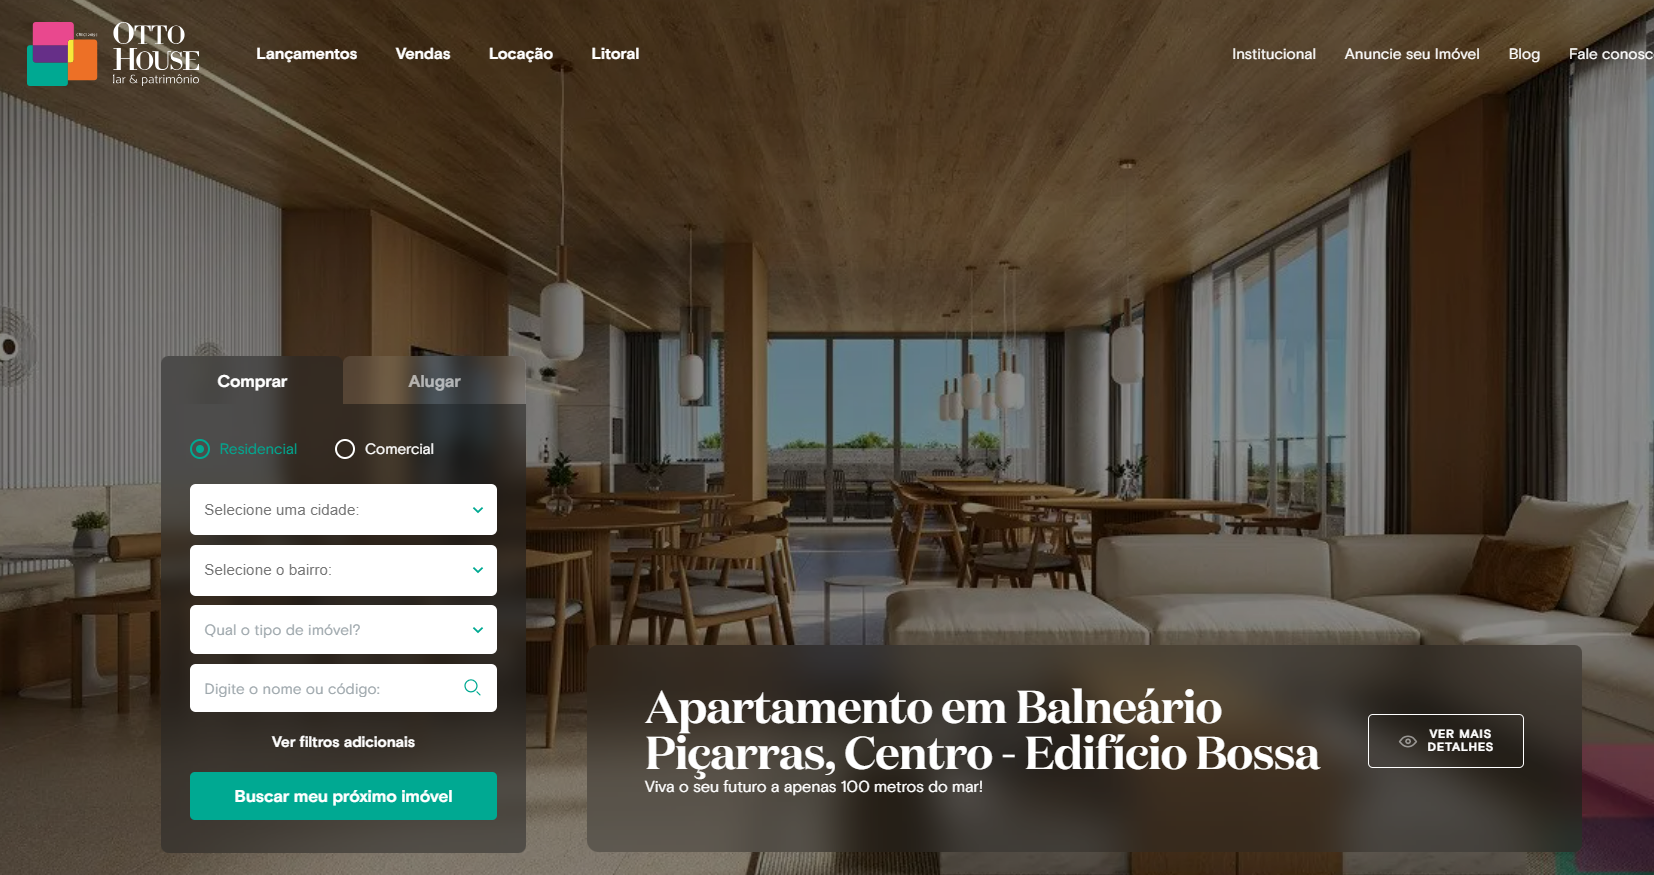 OTTO
HOUSE
lar & patrimônio
Lançamentos
Vendas
Locação
Litoral
Institucional
Anuncie seu Imóvel
Blog
Fale conosc
Comprar
Alugar
Residencial
Comercial
Selecione uma cidade:
Selecione o bairro:
Qual o tipo de imóvel?
Digite o nome ou código:
Ver filtros adicionais
Buscar meu próximo imóvel
Apartamento em Balneário
Piçarras, Centro - Edifício Bossa
Viva o seu futuro a apenas 100 metros do mar!
VER MAIS
DETALHES